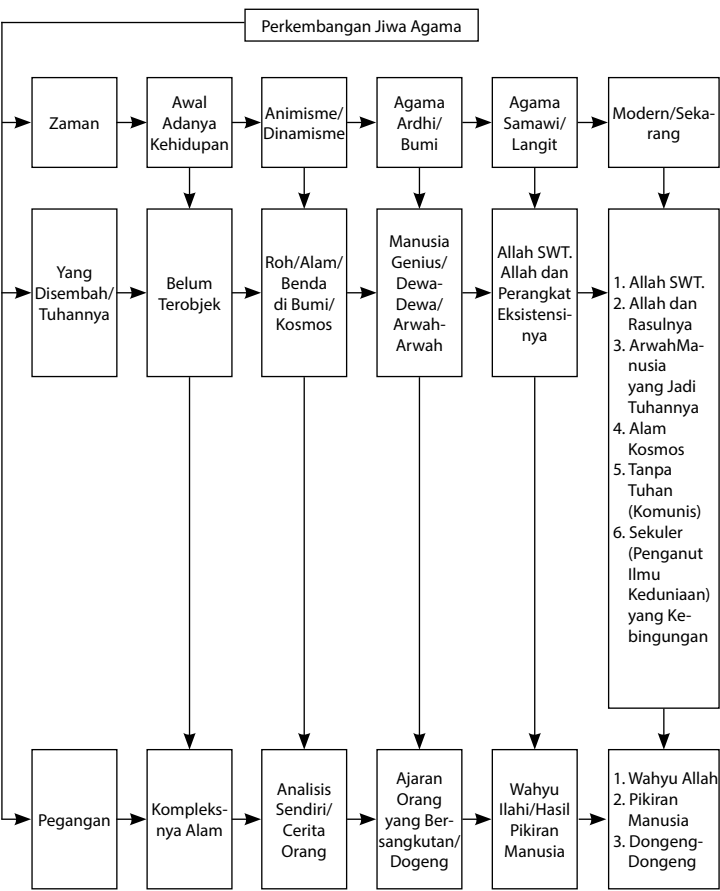 Perkembangan Jiwa Agama
Zaman
Awal
Adanya
Kehidupan
Animisme/
Dinamisme
Agama
Ardhi/
Bumi
Agama
Samawi/
Langit
Modern/Seka-
rang
Yang
Disembah/
Tuhannya
Belum
Terobjek
Roh/Alam/
Benda
di Bumi/
Kosmos
Manusia
Genius/
Dewa-
Dewa/
Arwah-
Arwah
Allah SWT.
Allah dan
Perangkat
Eksistensi-
nya
1. Allah SWT.
2. Allah dan
Rasulnya
3. ArwahMa-
nusia
yang Jadi
Tuhannya
4. Alam
Kosmos
5. Tanpa
Tuhan
(Komunis)
6. Sekuler
(Penganut
Ilmu
Keduniaan)
yang Ke-
bingungan
Pegangan
Kompleks-
nya Alam
Analisis
Sendiri/
Cerita
Orang
Ajaran
Orang
yang Ber-
sangkutan/
Dogeng
Wahyu
Ilahi/Hasil
Pikiran
Manusia
1. Wahyu Allah
2. Pikiran
Manusia
3. Dongeng-
Dongeng